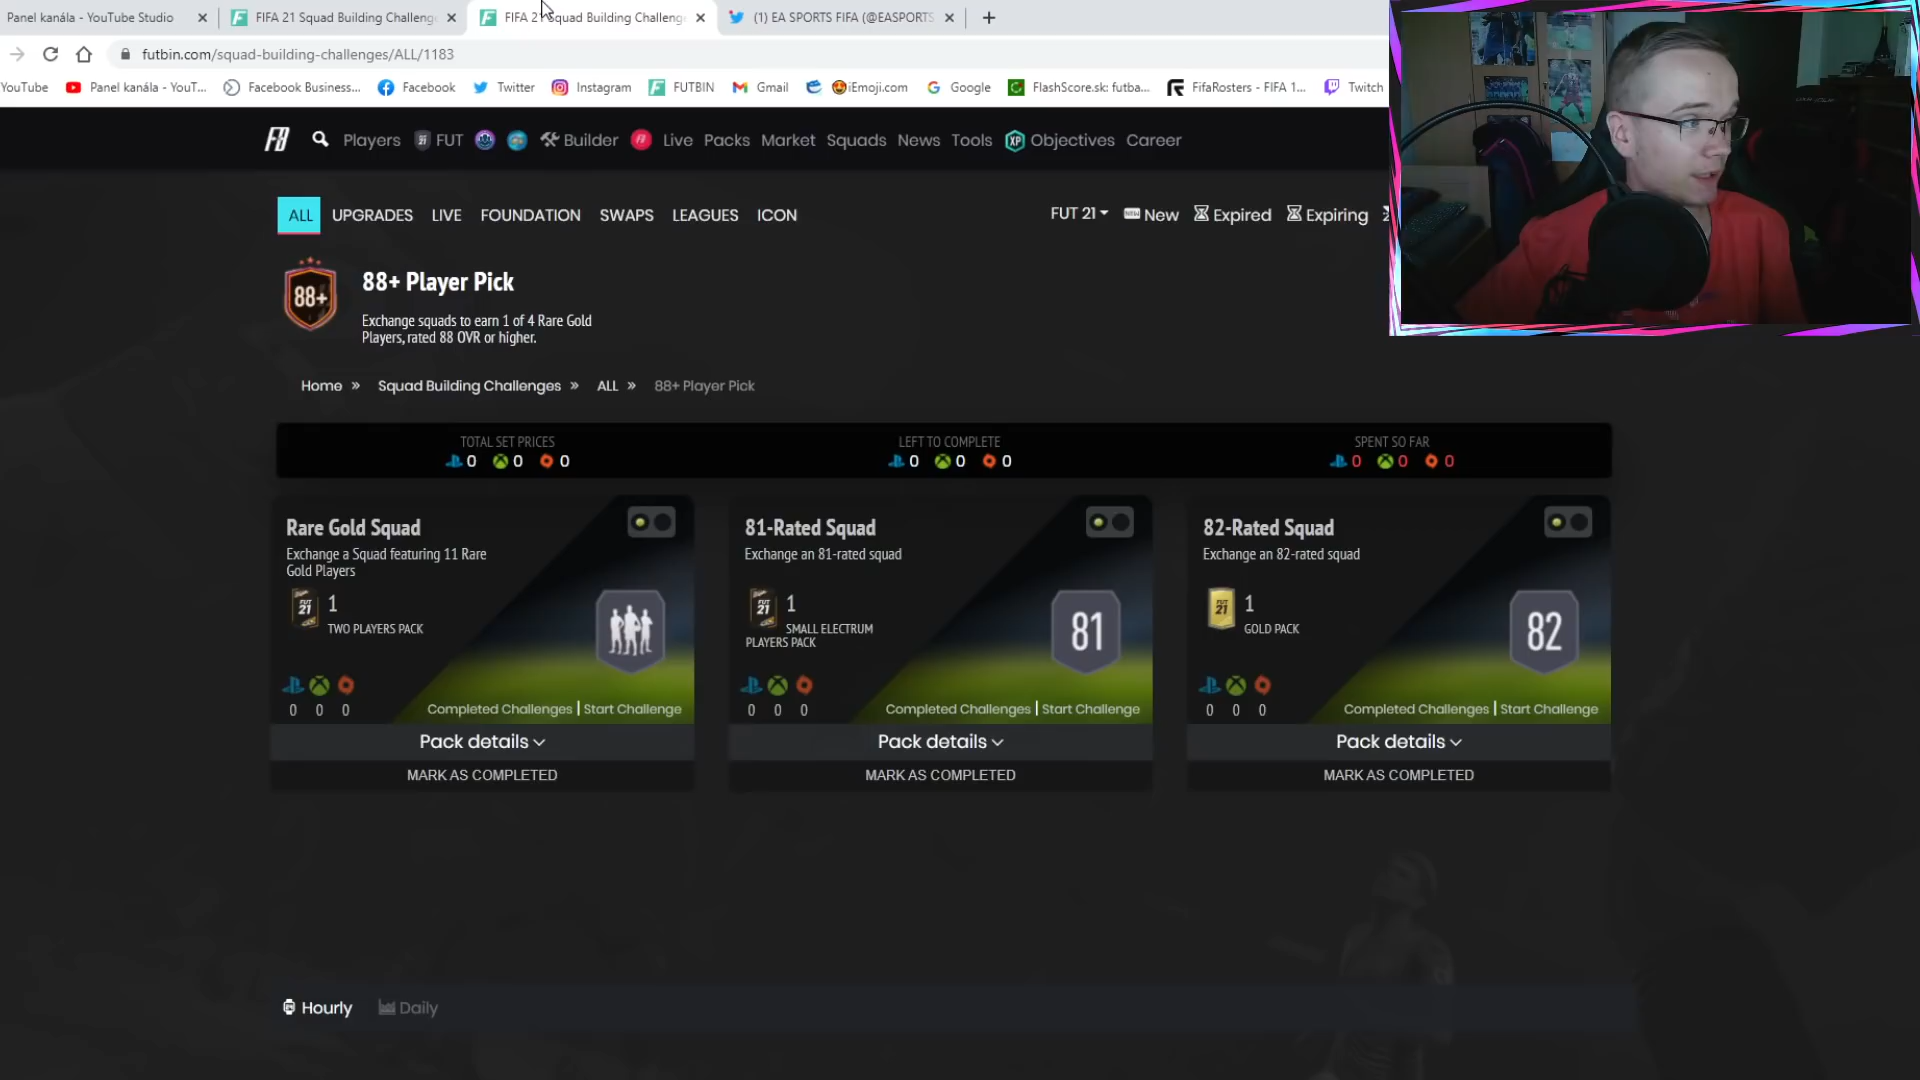 Panel kanála - YouTube Studio
FIFA 21 Squad Building Challeng
FIFA 2 Squad Building Challeng
(1) EA SPORTS FIFA (@EASPORTS
futbin.com/squad-building-challenges/ALL/1183
YouTube
Panel kanála - YouT...
Facebook Business...
Facebook
Twitter
Instagram
FUTBIN
Gmail
iEmoji.com
Google
FlashScore.sk: futba...
FifaRosters - FIFA 1...
Twitch
Players FUT Builder Live Packs Market Squads News Tools XP Objectives Career
ALL UPGRADES LIVE FOUNDATION SWAPS LEAGUES ICON
FUT 21 New Expired Expiring
88+
88+ Player Pick
Exchange squads to earn 1 of 4 Rare Gold
Players, rated 88 OVR or higher.
Home » Squad Building Challenges » ALL » 88+ Player Pick
TOTAL SET PRICES
0 0 0
LEFT TO COMPLETE
0 0 0
SPENT SO FAR
0 0 0
Rare Gold Squad
Exchange a Squad featuring 11 Rare
Gold Players
FUT 21
1
TWO PLAYERS PACK
0 0 0
Completed Challenges | Start Challenge
Pack details
MARK AS COMPLETED
81-Rated Squad
Exchange an 81-rated squad
FUT 21
1
SMALL ELECTRUM
PLAYERS PACK
81
0 0 0
Completed Challenges | Start Challenge
Pack details
MARK AS COMPLETED
82-Rated Squad
Exchange an 82-rated squad
FUT 21
1
GOLD PACK
82
0 0 0
Completed Challenges | Start Challenge
Pack details
MARK AS COMPLETED
Hourly Daily